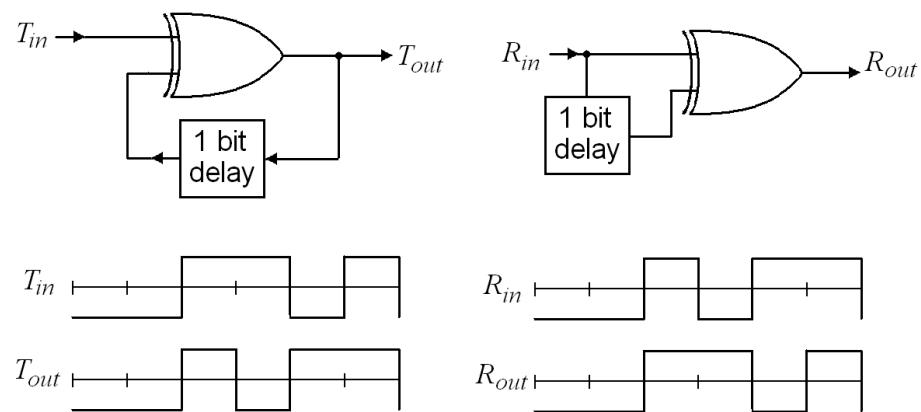 T_in
T_out
1 bit
delay
R_in
R_out
1 bit
delay
T_in
T_out
R_in
R_out